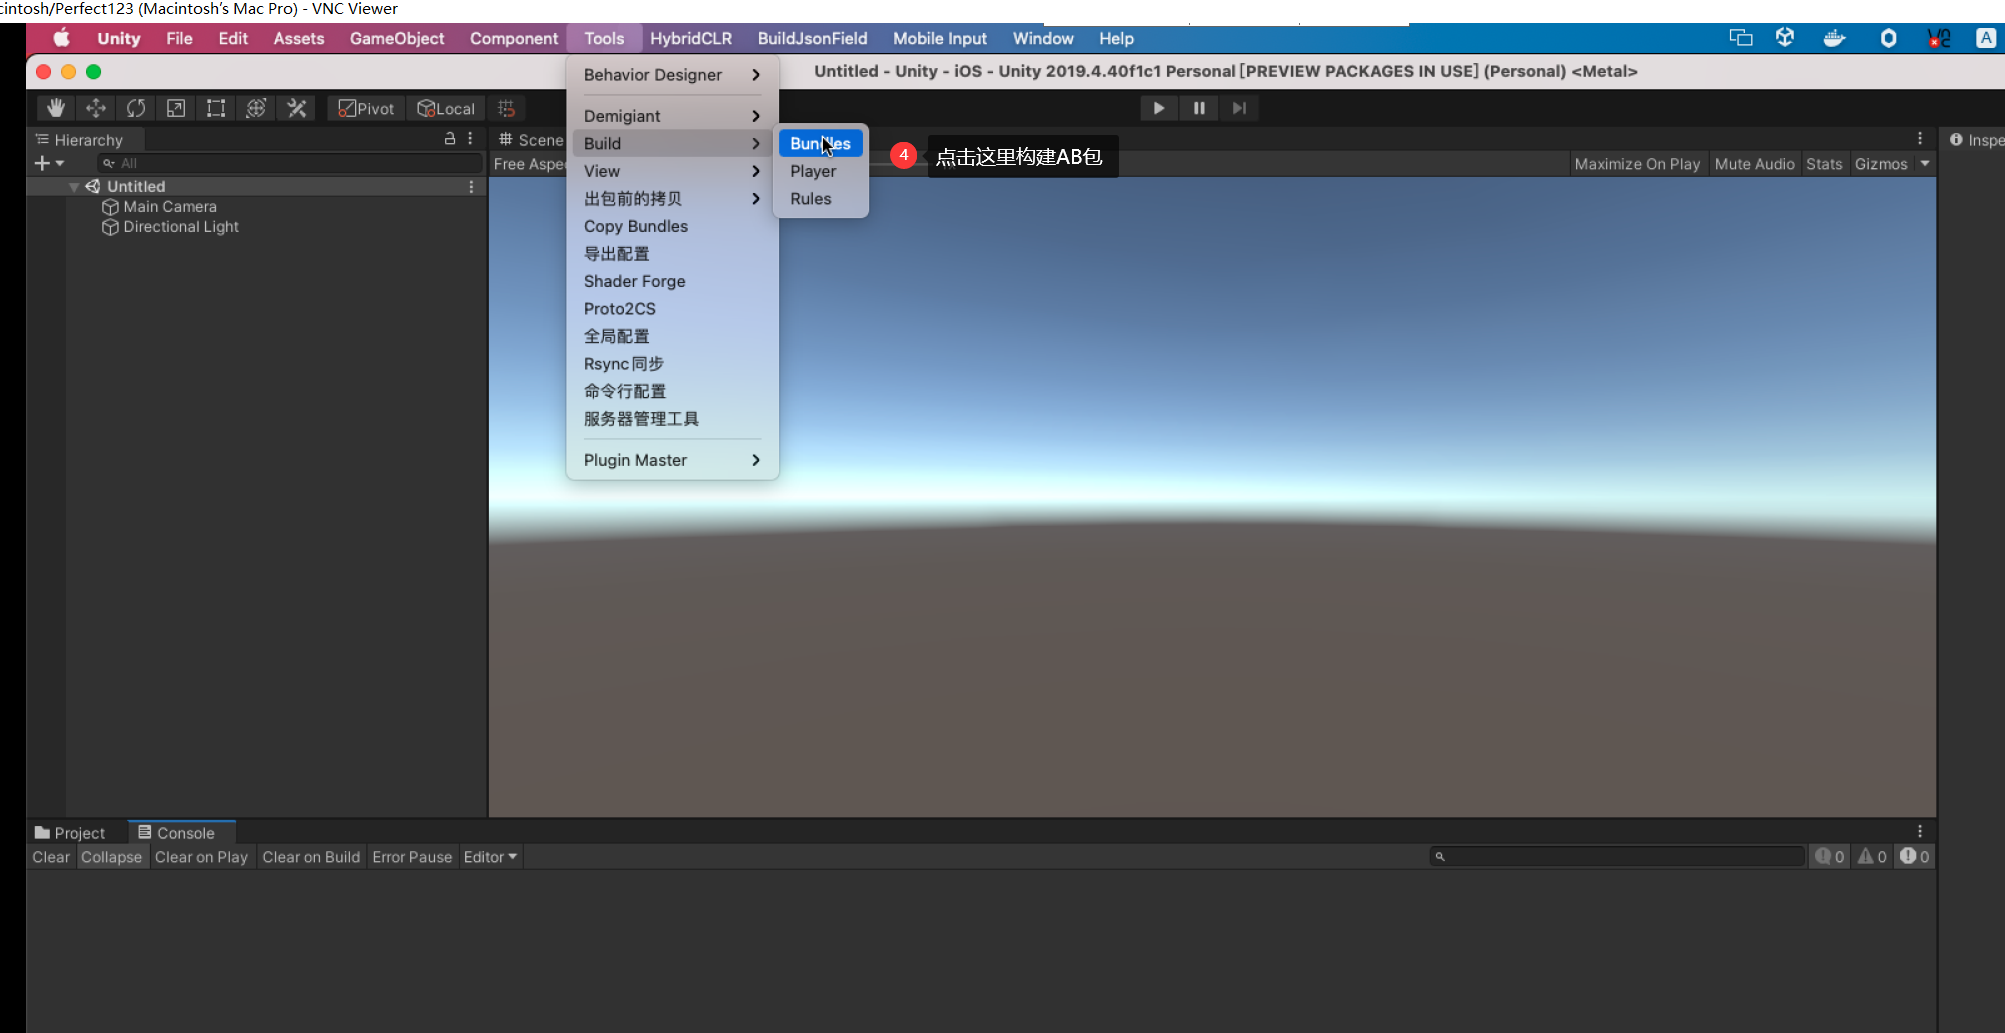 cintosh/Perfect123 (Macintosh's Mac Pro) - VNC Viewer
Unity File Edit Assets GameObject Component Tools HybridCLR BuildJsonField Mobile Input Window Help
A
Untitled - Unity - iOS - Unity 2019.4.40f1c1 Personal [PREVIEW PACKAGES IN USE] (Personal) <Metal>
Pivot Local
Hierarchy
All
Untitled
Main Camera
Directional Light
Behavior Designer
Demigiant
Build
View
出包前的拷贝
Copy Bundles
导出配置
Shader Forge
Proto2CS
全局配置
Rsync同步
命令行配置
服务器管理工具
Plugin Master
Bundles
Player
Rules
4 点击这里构建AB包
Scene
Free Aspe
Maximize On Play Mute Audio Stats Gizmos
Inspe
Project Console
Clear Collapse Clear on Play Clear on Build Error Pause Editor
0 0 0